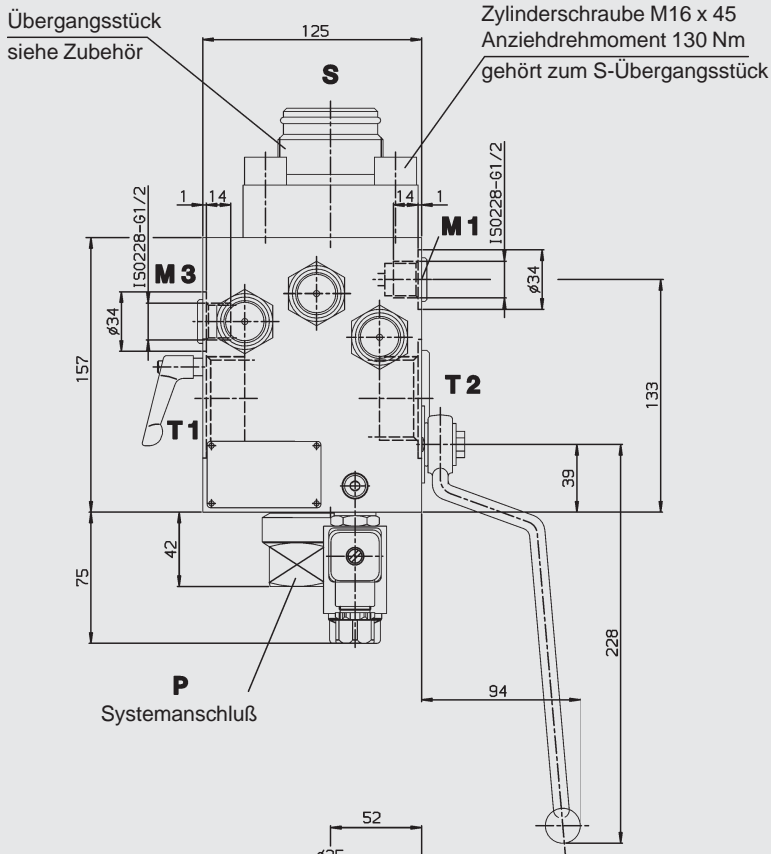 Übergangsstück
siehe Zubehör
125
Zylinderschraube M16 x 45
Anziehdrehmoment 130 Nm
gehört zum S-Übergangsstück
S
ISO228-G1/2
1
14
14
1
ISO228-G1/2
M1
M3
ø34
ø34
157
T2
133
T1
39
42
75
228
P
Systemanschluß
94
52